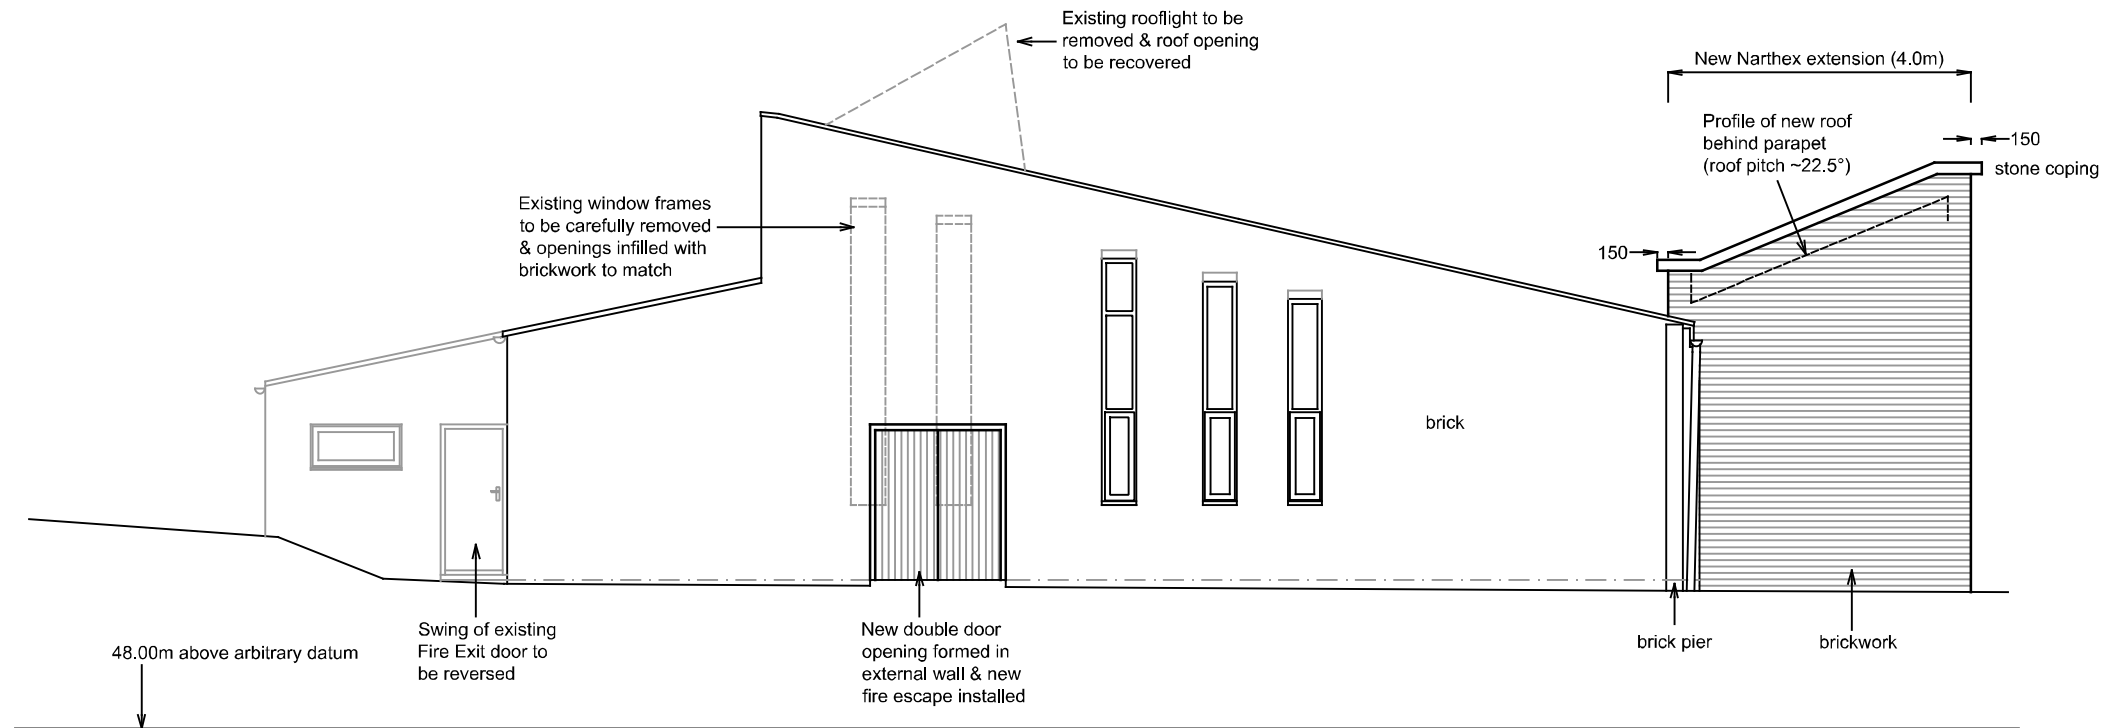 Existing rooflight to be
removed & roof opening
to be recovered
New Narthex extension (4.0m)
Profile of new roof
behind parapet
(roof pitch ~22.5°)
150
stone coping
Existing window frames
to be carefully removed
& openings infilled with
brickwork to match
150
brick
Swing of existing
Fire Exit door to
be reversed
New double door
opening formed in
external wall & new
fire escape installed
brick pier
brickwork
48.00m above arbitrary datum